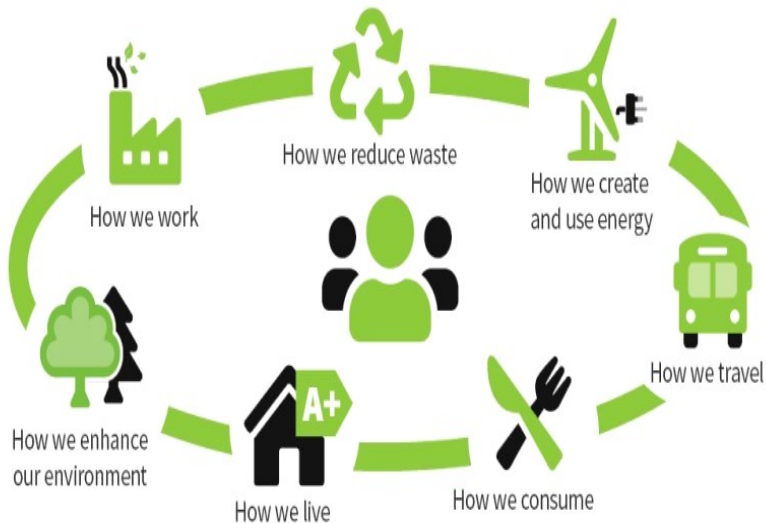 How we reduce waste
How we create
and use energy
How we work
How we travel
A+
How we enhance
our environment
How we live
How we consume